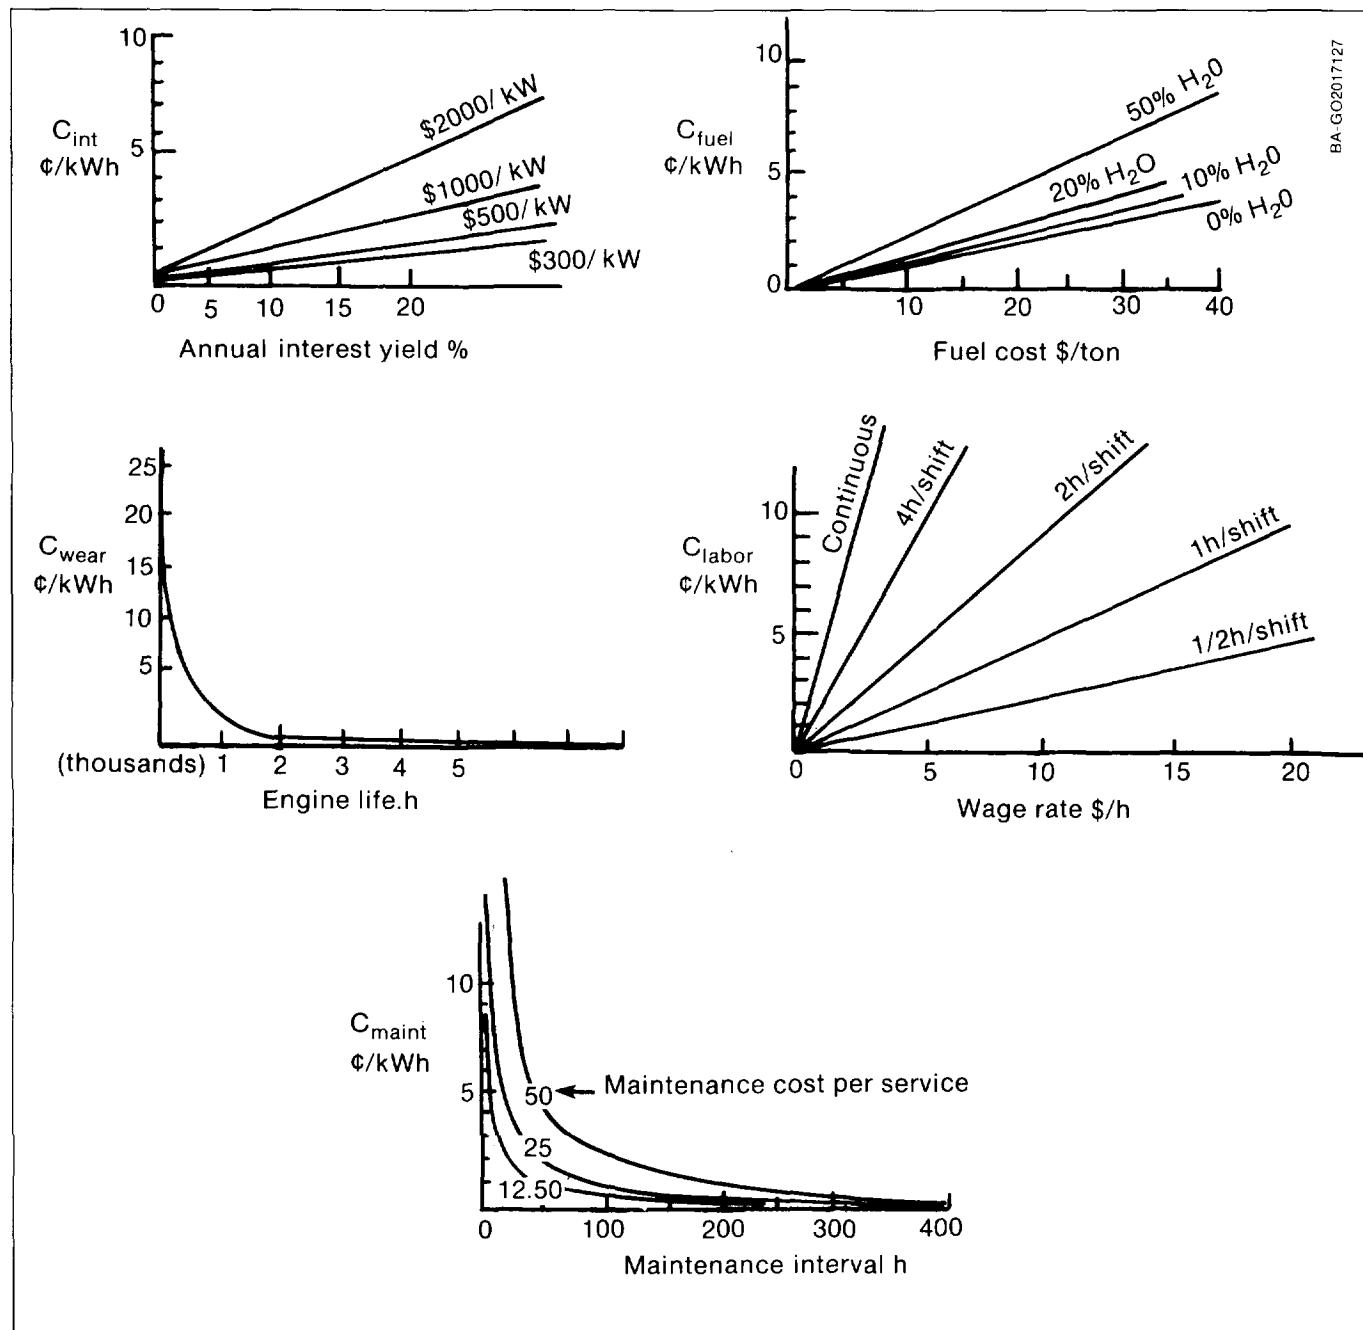 10
C_int
¢/kWh
5
$2000/ kW
$1000/ kW
$500/ kW
$300/ kW
0 5 10 15 20
Annual interest yield %
10
C_fuel
¢/kWh
5
0
50% H₂0
20% H₂O
10% H₂0
0% H₂0
10 20 30 40
Fuel cost $/ton
BA-GO2017127
25
20
C_wear
¢/kWh
15
10
5
(thousands) 1 2 3 4 5
Engine life.h
10
C_labor
¢/kWh
5
Continuous
4h/shift
2h/shift
1h/shift
1/2h/shift
0 5 10 15 20
Wage rate $/h
10
C_maint
¢/kWh
5
50
Maintenance cost per service
25
12.50
0 100 200 300 400
Maintenance interval h